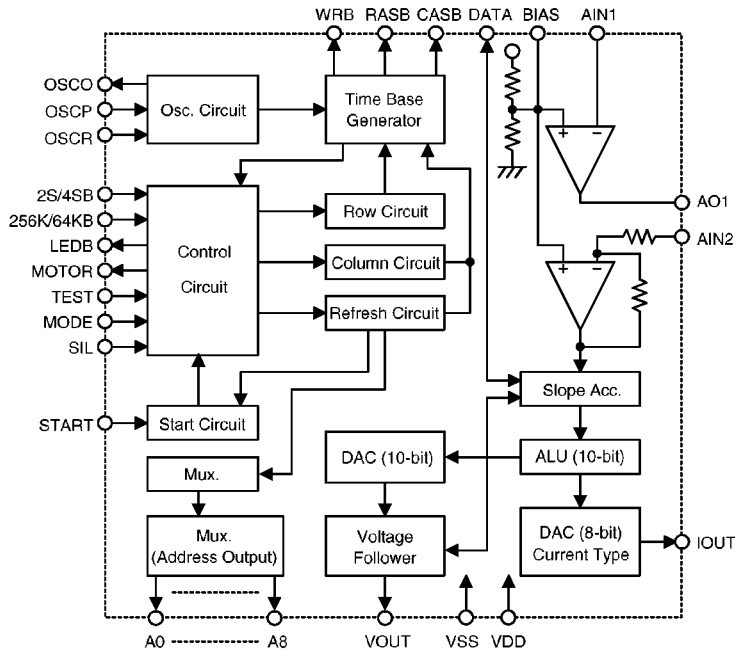 WRB RASB CASB DATA BIAS AIN1
OSCO
OSCP
OSCR
Osc. Circuit
Time Base
Generator
+ −
AO1
2S/4SB
256K/64KB
LEDB
MOTOR
TEST
MODE
SIL
Control
Circuit
Row Circuit
Column Circuit
Refresh Circuit
AIN2
+ −
Slope Acc.
START
Start Circuit
Mux.
DAC (10-bit)
ALU (10-bit)
Mux.
(Address Output)
Voltage
Follower
DAC (8-bit)
Current Type
IOUT
A0 A8 VOUT VSS VDD